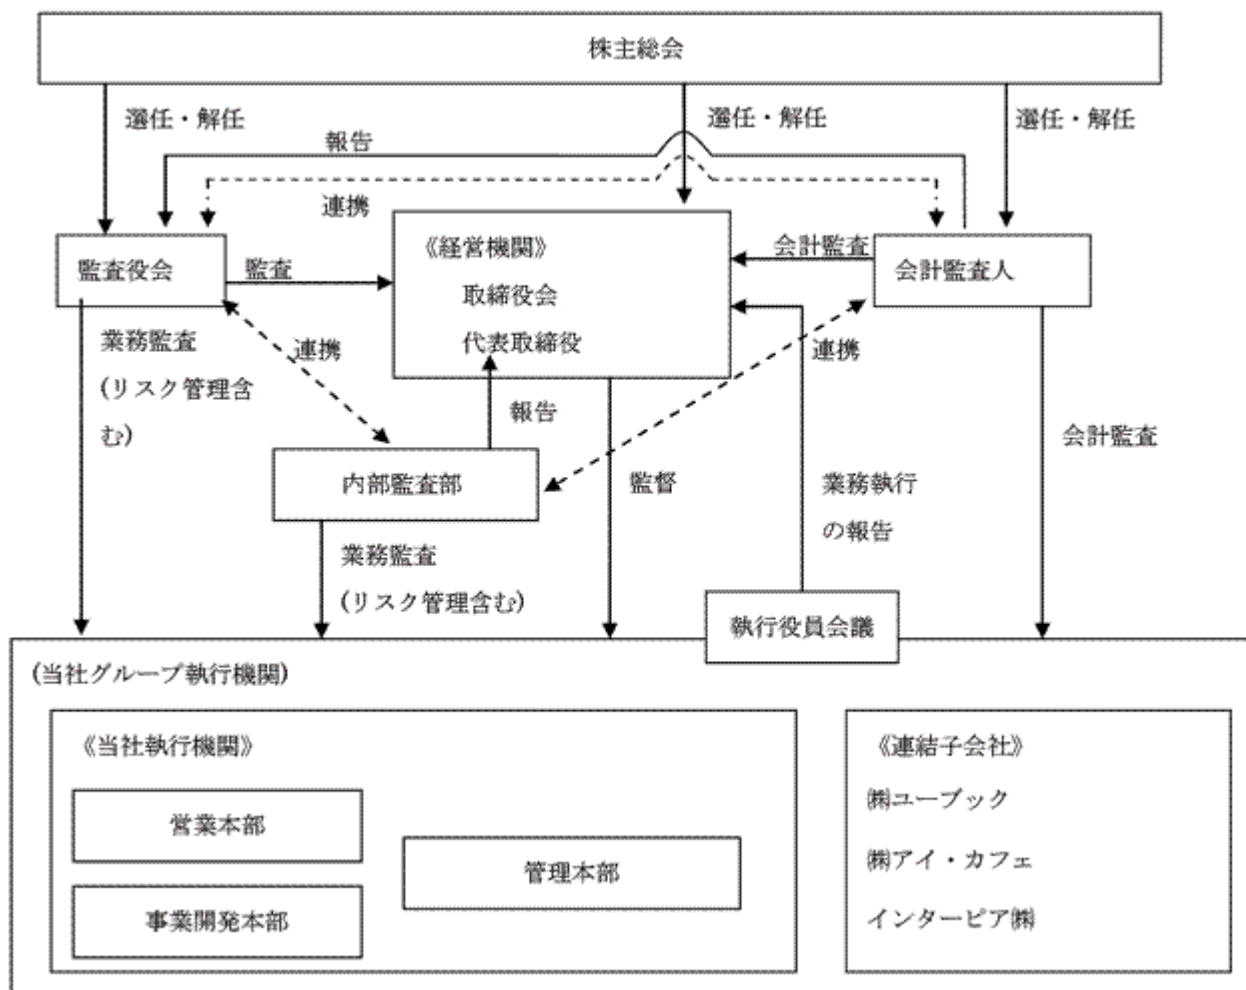 株主総会
選任・解任
選任・解任
選任・解任
報告
連携
監査役会
監査
《経営機関》
取締役会
代表取締役
会計監査
会計監査人
業務監査
(リスク管理含
む)
連携
連携
報告
会計監査
内部監査部
監督
業務執行
の報告
業務監査
(リスク管理含む)
執行役員会議
(当社グループ執行機関)
《当社執行機関》
営業本部
事業開発本部
管理本部
《連結子会社》
㈱ユーブック
㈱アイ・カフェ
インターピア㈱